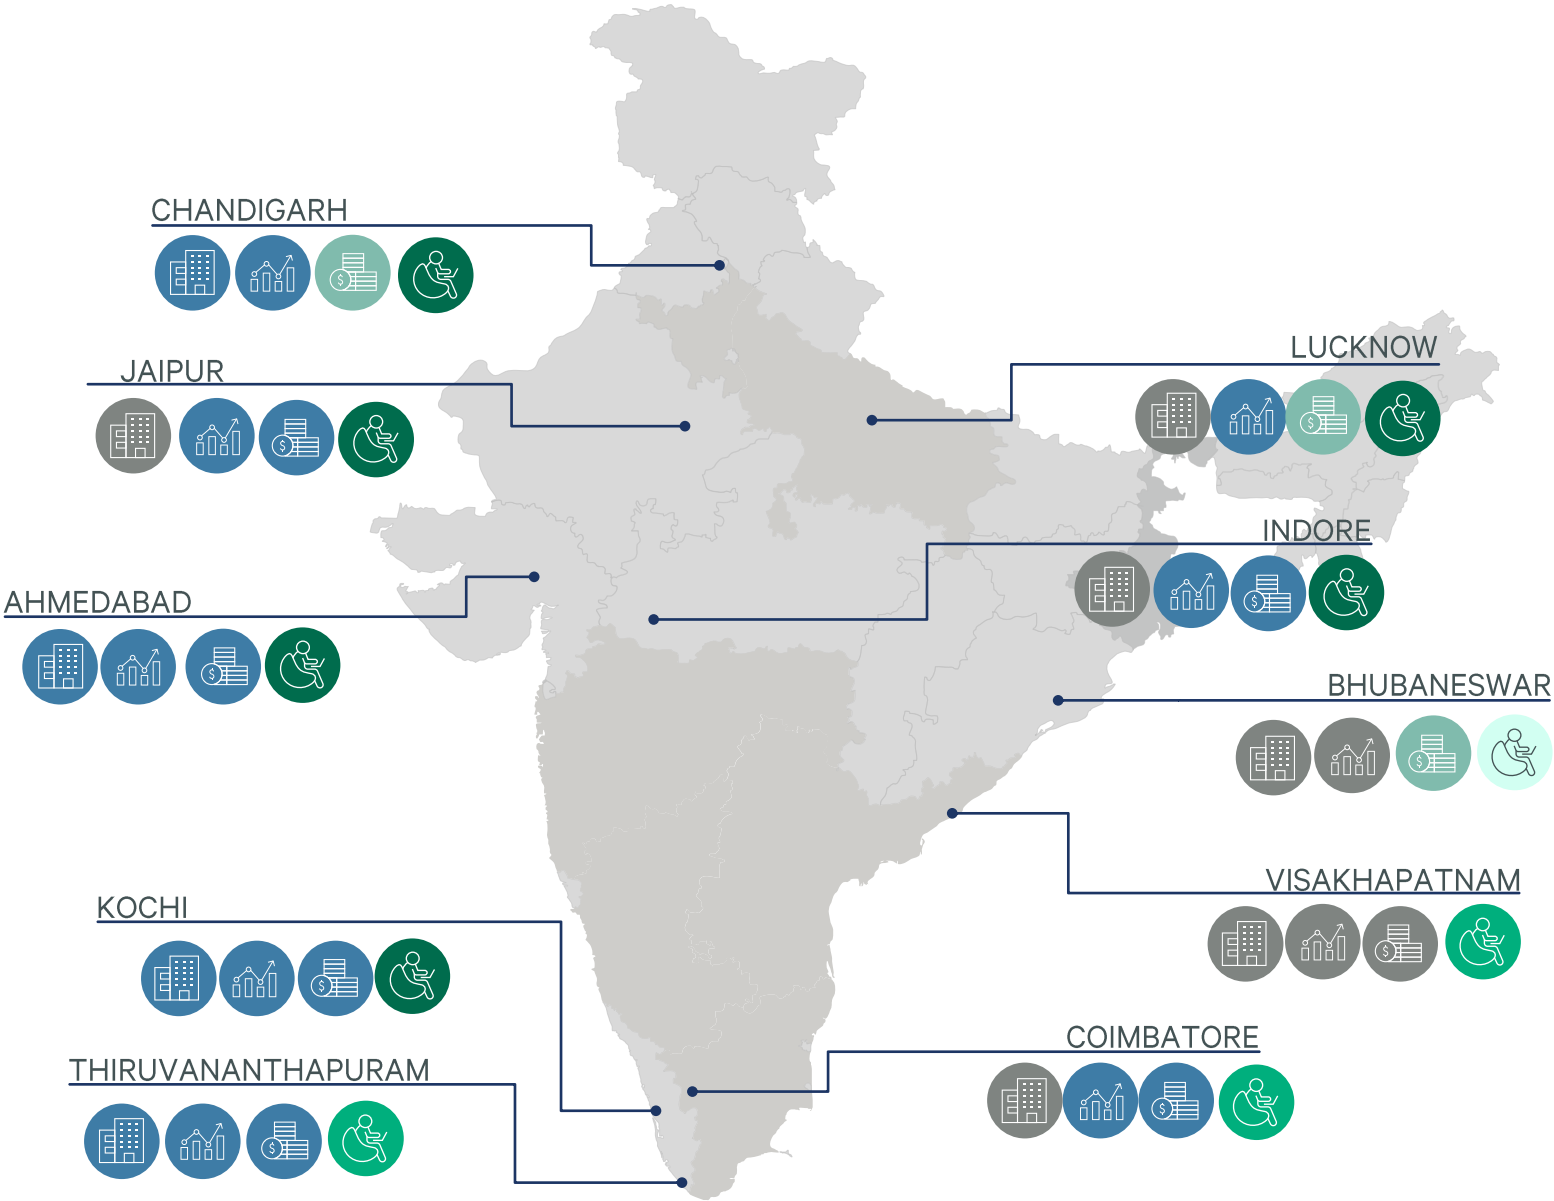 CHANDIGARH
JAIPUR
LUCKNOW
INDORE
AHMEDABAD
BHUBANESWAR
VISAKHAPATNAM
KOCHI
COIMBATORE
THIRUVANANTHAPURAM